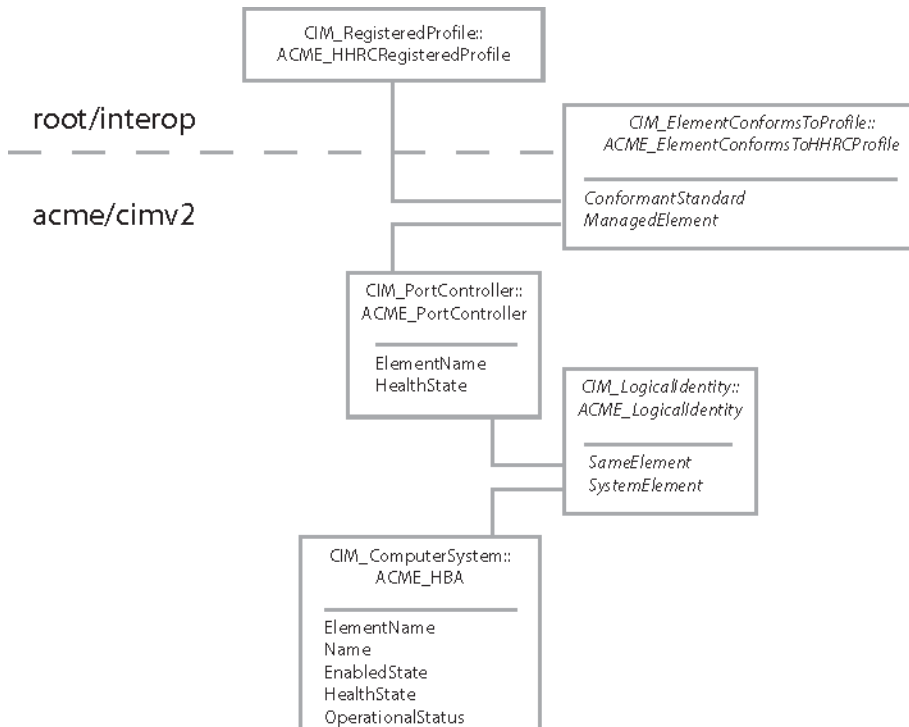 CIM_RegisteredProfile::
ACME_HHRCRegisteredProfile
root/interop
CIM_ElementConformsToProfile::
ACME_ElementConformsToHHRCProfile
ConformantStandard
ManagedElement
acme/cimv2
CIM_PortController::
ACME_PortController
ElementName
HealthState
CIM_LogicalIdentity::
ACME_LogicalIdentity
SameElement
SystemElement
CIM_ComputerSystem::
ACME_HBA
ElementName
Name
EnabledState
HealthState
OperationalStatus